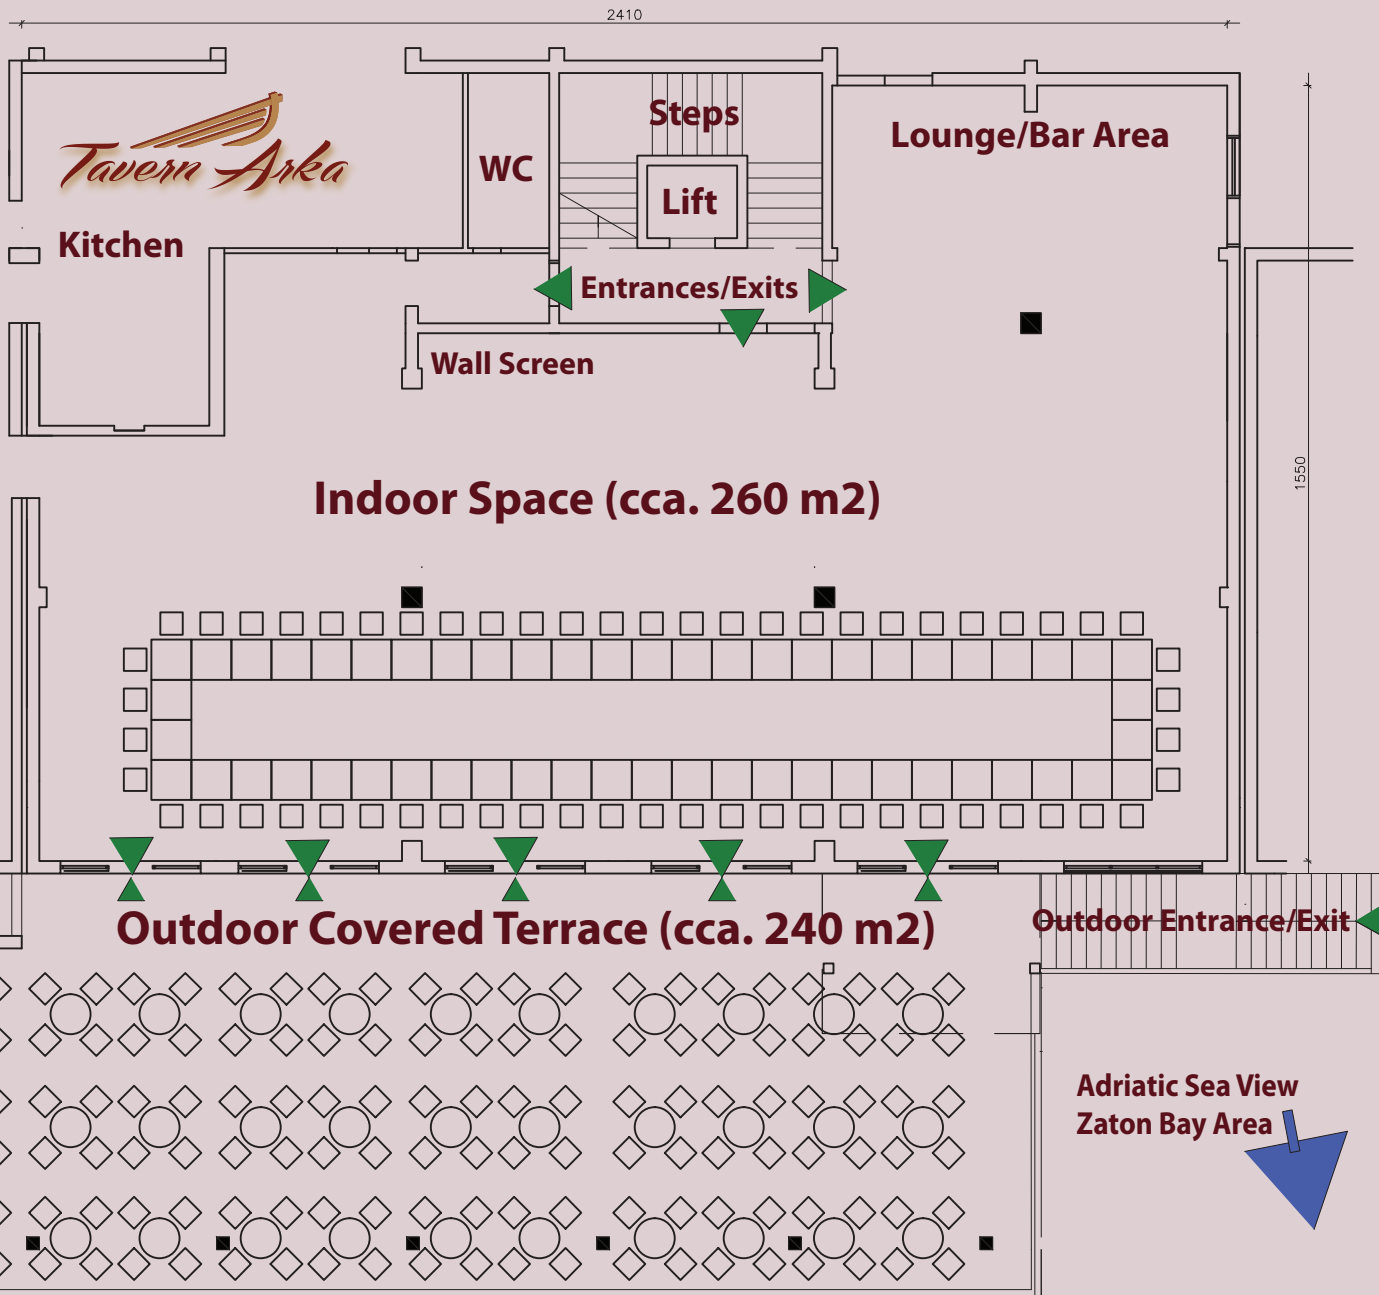 2410
Steps
Lounge/Bar Area
Tavern Arka
WC
Lift
Kitchen
Entrances/Exits
Wall Screen
1550
Indoor Space (cca. 260 m2)
Outdoor Covered Terrace (cca. 240 m2)
Outdoor Entrance/Exit
Adriatic Sea View
Zaton Bay Area